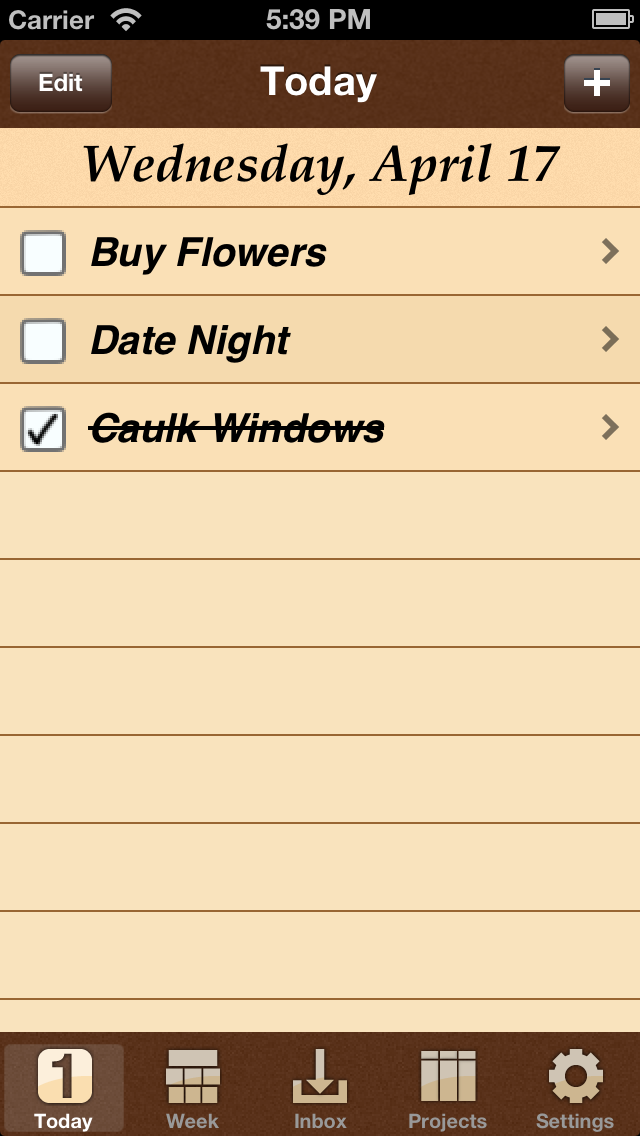 Carrier 5:39 PM
Edit Today +
Wednesday, April 17
Buy Flowers
Date Night
Caulk Windows
1
Today Week Inbox Projects Settings